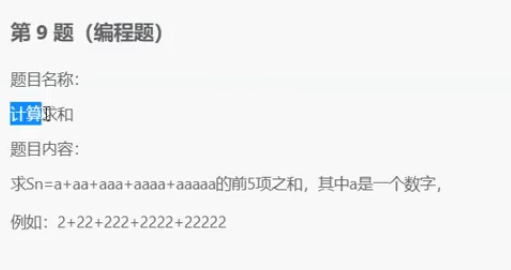 第 9 题（编程题）
题目名称：
计算求和
题目内容：
求Sn=a+aa+aaa+aaaa+aaaaa的前5项之和，其中a是一个数字，
例如：2+22+222+2222+22222